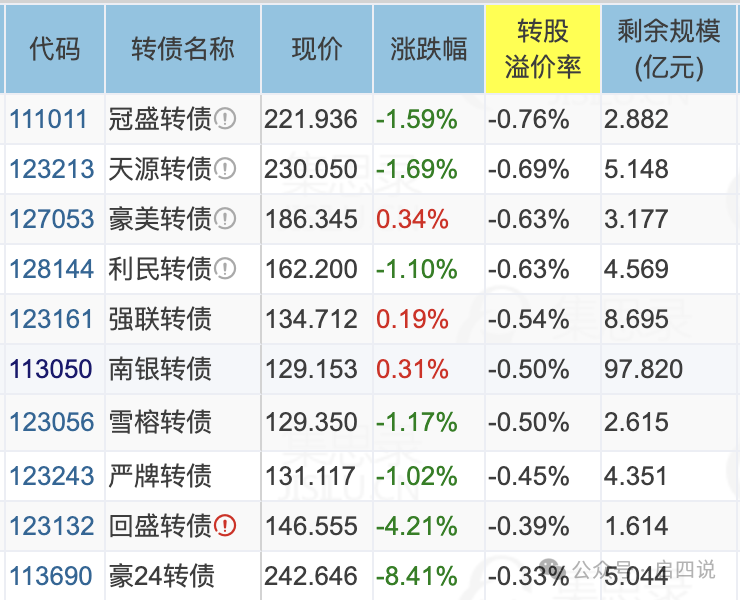 代码 转债名称 现价 涨跌幅 转股溢价率 剩余规模(亿元)
111011 冠盛转债 221.936 -1.59% -0.76% 2.882
123213 天源转债 230.050 -1.69% -0.69% 5.148
127053 豪美转债 186.345 0.34% -0.63% 3.177
128144 利民转债 162.200 -1.10% -0.63% 4.569
123161 强联转债 134.712 0.19% -0.54% 8.695
113050 南银转债 129.153 0.31% -0.50% 97.820
123056 雪榕转债 129.350 -1.17% -0.50% 2.615
123243 严牌转债 131.117 -1.02% -0.45% 4.351
123132 回盛转债 146.555 -4.21% -0.39% 1.614
113690 豪24转债 242.646 -8.41% -0.33% 5.044
公众号·启四说
集思录
JISILU.CN